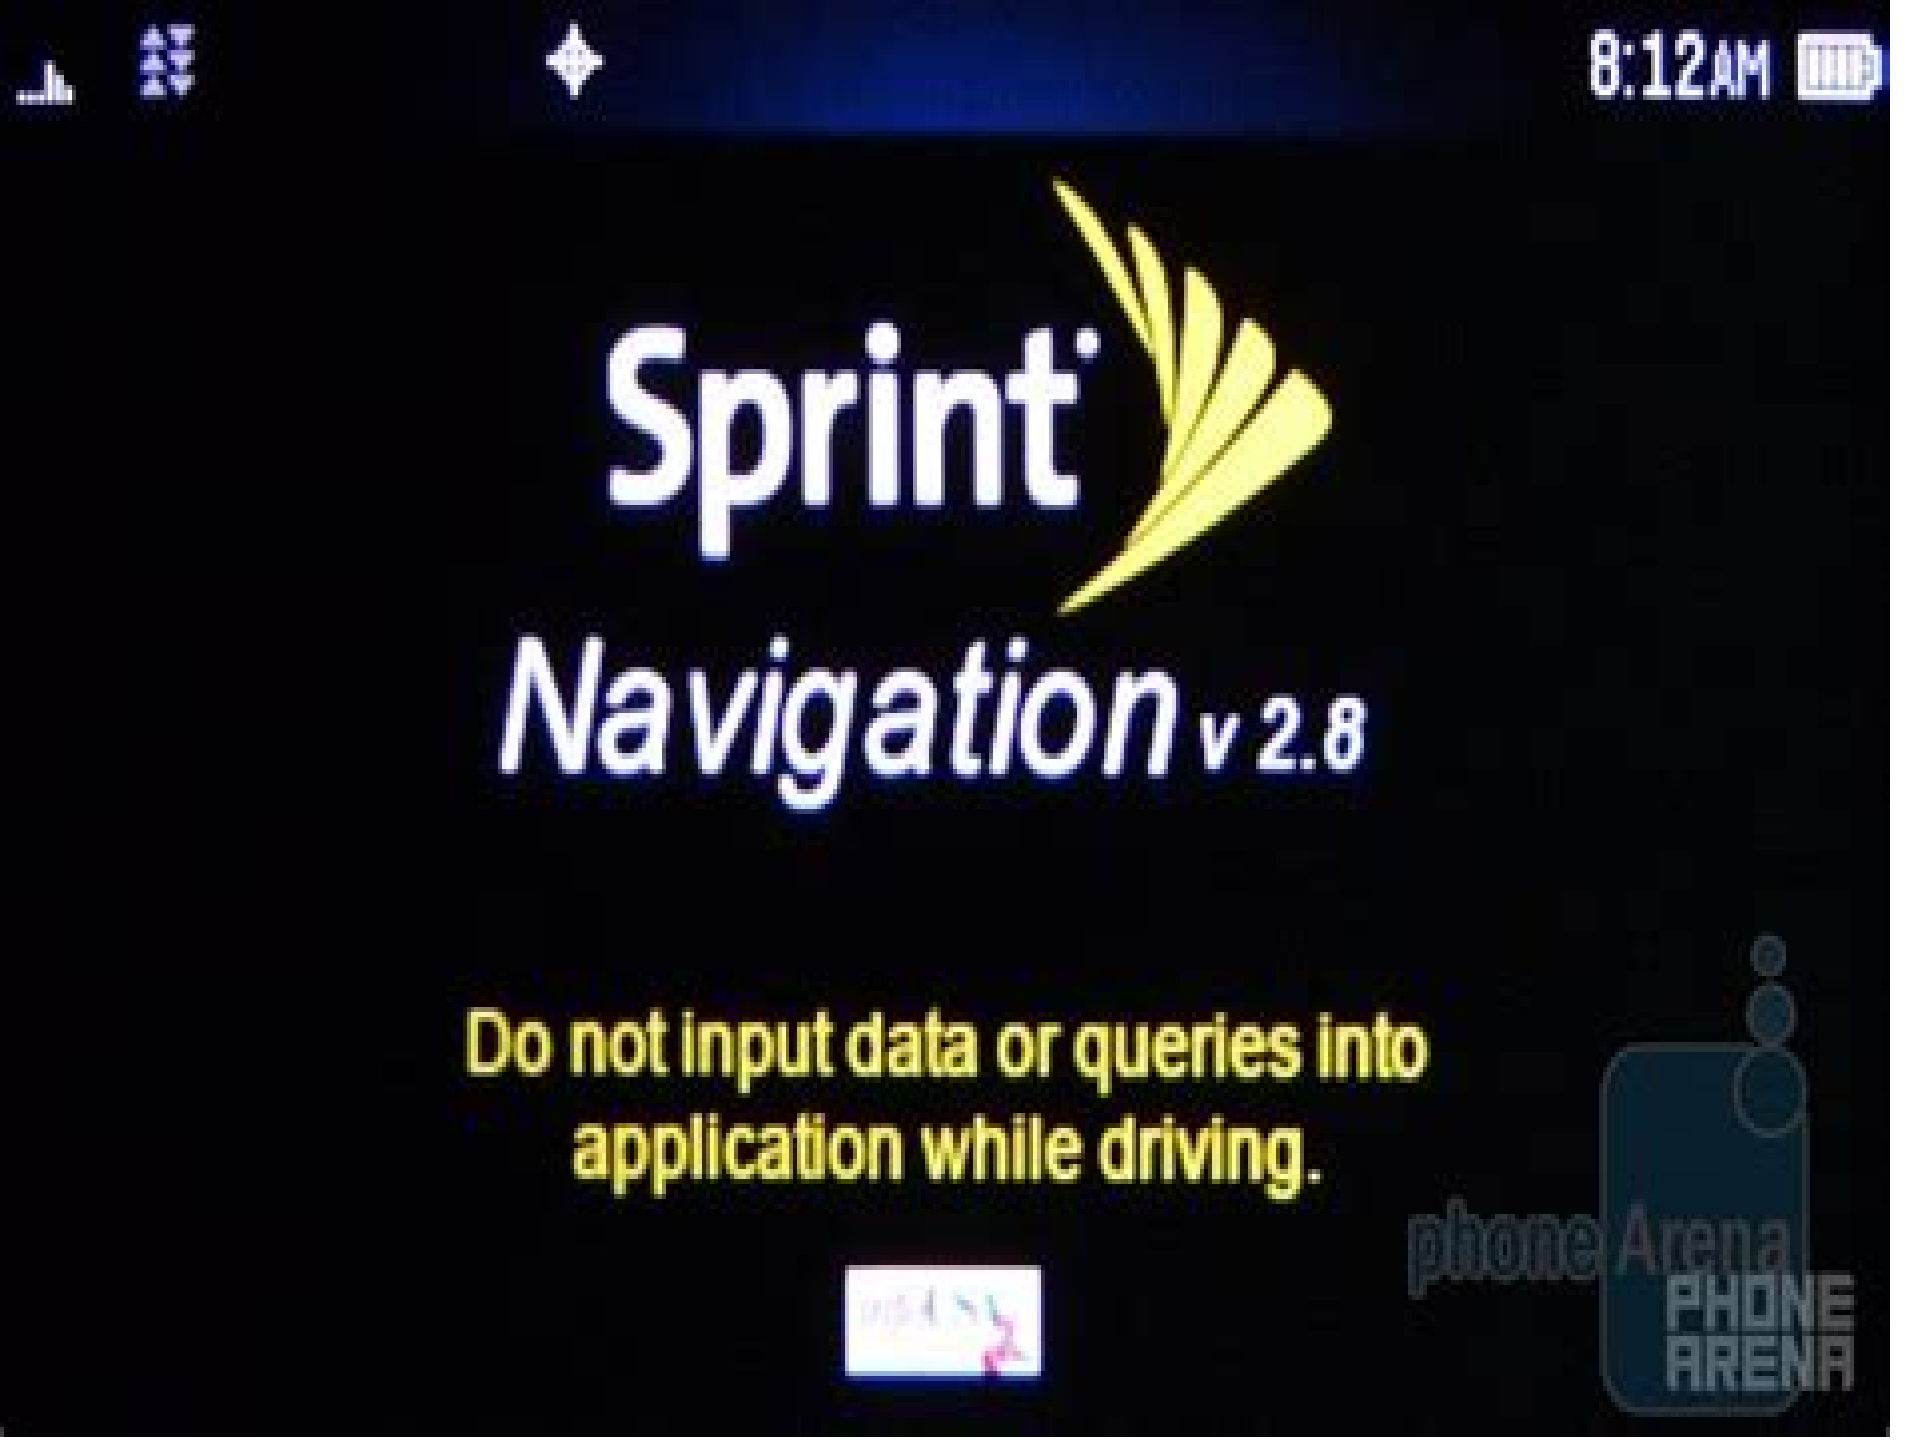 8:12AM
Sprint
Navigation v 2.8
Do not input data or queries into
application while driving.
phoneArena
PHONE
ARENA